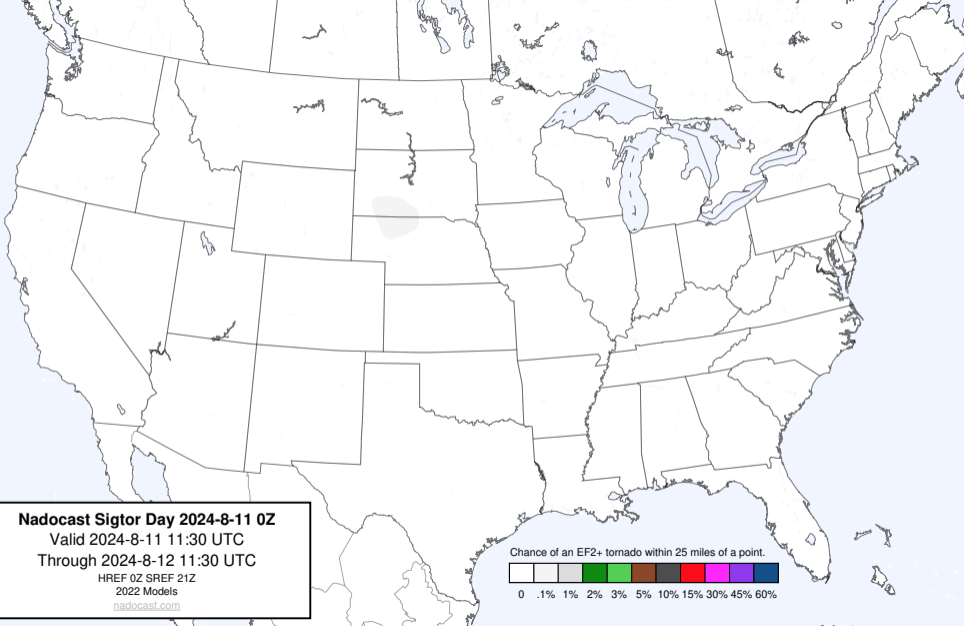 Nadocast Sigtor Day 2024-8-11 0Z
Valid 2024-8-11 11:30 UTC
Through 2024-8-12 11:30 UTC
HREF 0Z SREF 21Z
2022 Models
nadocast.com
Chance of an EF2+ tornado within 25 miles of a point.
0 .1% 1% 2% 3% 5% 10% 15% 30% 45% 60%